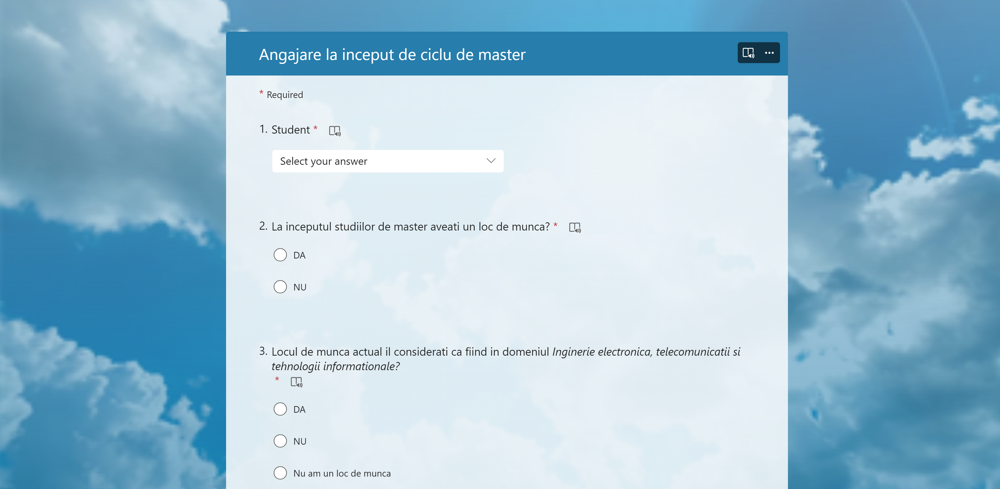 Angajare la inceput de ciclu de master
* Required
1. Student *
Select your answer
2. La inceputul studiilor de master aveati un loc de munca? *
DA
NU
3. Locul de munca actual il considerati ca fiind in domeniul Inginerie electronica, telecomunicatii si
tehnologii informationale?
*
DA
NU
Nu am un loc de munca